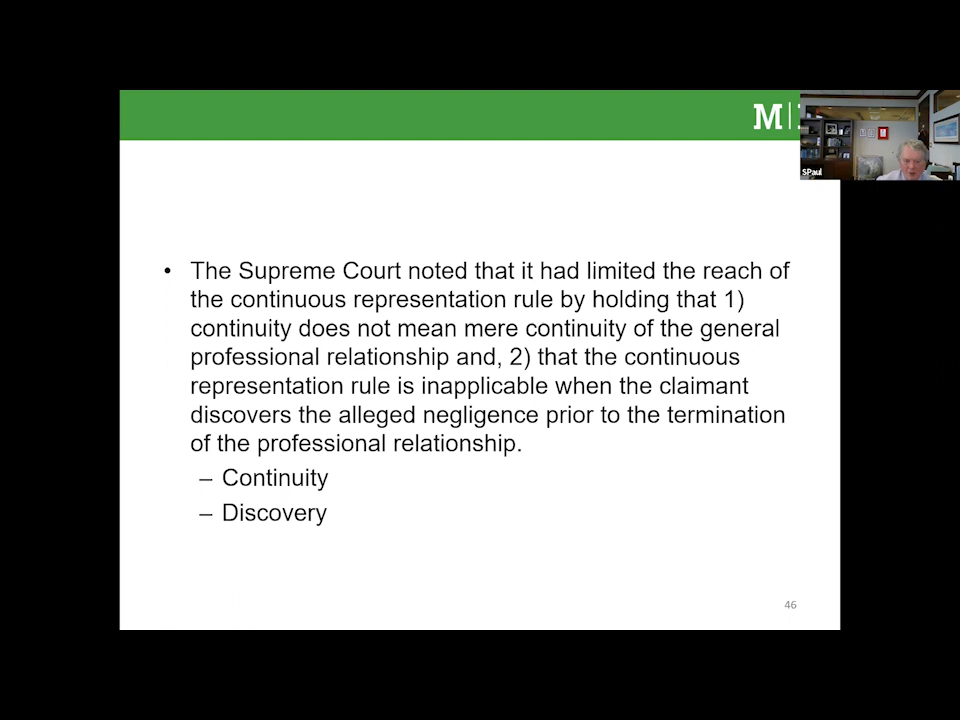 M|
SPaul
• The Supreme Court noted that it had limited the reach of
the continuous representation rule by holding that 1)
continuity does not mean mere continuity of the general
professional relationship and, 2) that the continuous
representation rule is inapplicable when the claimant
discovers the alleged negligence prior to the termination
of the professional relationship.
– Continuity
– Discovery
46